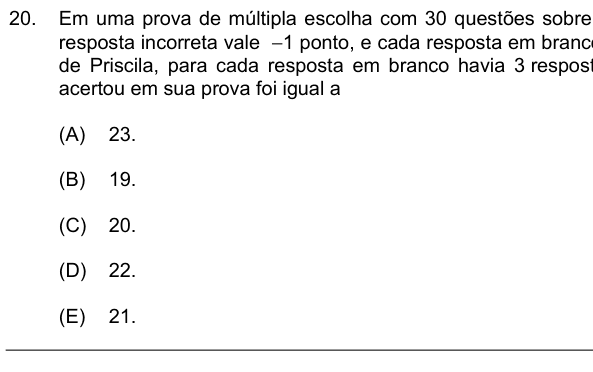 20. Em uma prova de múltipla escolha com 30 questões sobre
resposta incorreta vale −1 ponto, e cada resposta em branc
de Priscila, para cada resposta em branco havia 3 respost
acertou em sua prova foi igual a
(A) 23.
(B) 19.
(C) 20.
(D) 22.
(E) 21.